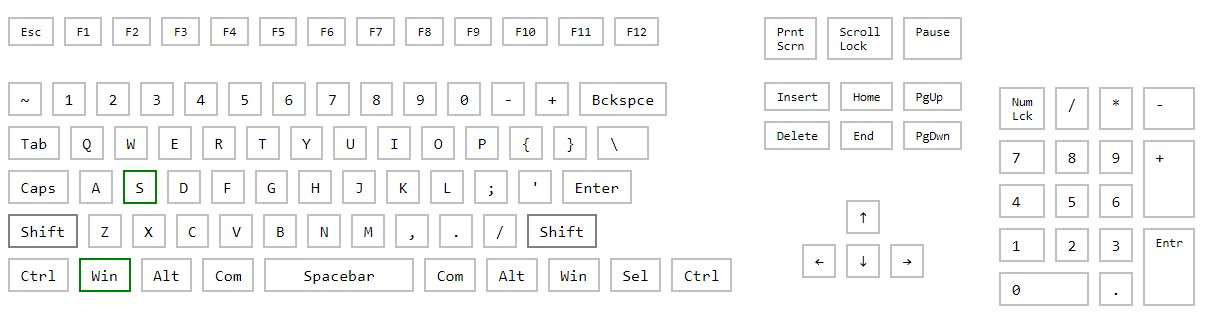 Esc F1 F2 F3 F4 F5 F6 F7 F8 F9 F10 F11 F12
~ 1 2 3 4 5 6 7 8 9 0 - + Bckspce
Tab Q W E R T Y U I O P { } \
Caps A S D F G H J K L ; ' Enter
Shift Z X C V B N M , . / Shift
Ctrl Win Alt Com Spacebar Com Alt Win Sel Ctrl
Prnt Scroll Pause
Scrn Lock
Insert Home PgUp
Delete End PgDwn
↑
← ↓ →
Num / * -
Lck
7 8 9 +
4 5 6
1 2 3 Entr
0 .